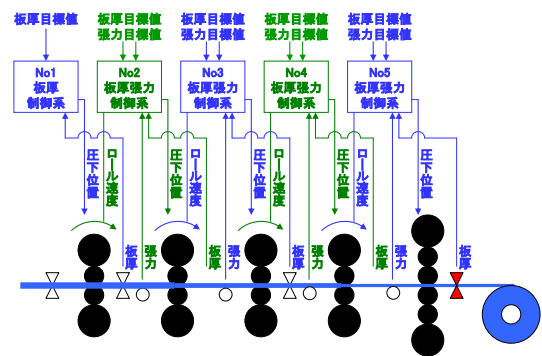 板厚目標値
板厚目標値
張力目標値
板厚目標値
張力目標値
板厚目標値
張力目標値
板厚目標値
張力目標値
No1
板厚
制御系
No2
板厚張力
制御系
No3
板厚張力
制御系
No4
板厚張力
制御系
No5
板厚張力
制御系
圧下位置
ロール速度
圧下位置
ロール速度
圧下位置
ロール速度
圧下位置
ロール速度
圧下位置
板厚
張力
板厚
張力
板厚
張力
板厚
張力
板厚